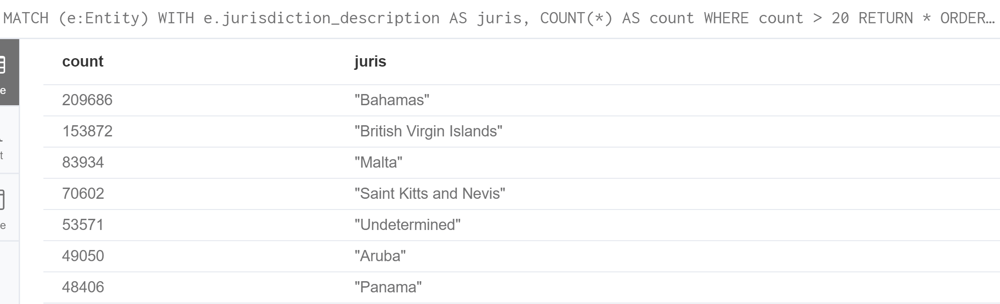 MATCH (e:Entity) WITH e.jurisdiction_description AS juris, COUNT(*) AS count WHERE count > 20 RETURN * ORDER…
count juris
209686 "Bahamas"
153872 "British Virgin Islands"
83934 "Malta"
70602 "Saint Kitts and Nevis"
53571 "Undetermined"
49050 "Aruba"
48406 "Panama"